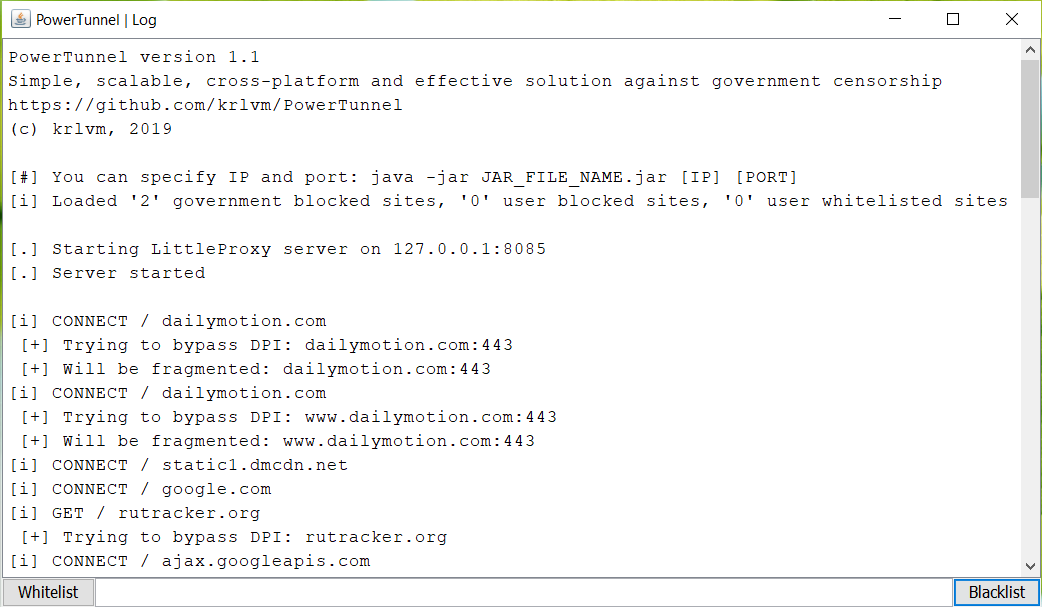 PowerTunnel | Log
PowerTunnel version 1.1
Simple, scalable, cross-platform and effective solution against government censorship
https://github.com/krlvm/PowerTunnel
(c) krlvm, 2019
[#] You can specify IP and port: java -jar JAR_FILE_NAME.jar [IP] [PORT]
[i] Loaded '2' government blocked sites, '0' user blocked sites, '0' user whitelisted sites
[.] Starting LittleProxy server on 127.0.0.1:8085
[.] Server started
[i] CONNECT / dailymotion.com
[+] Trying to bypass DPI: dailymotion.com:443
[+] Will be fragmented: dailymotion.com:443
[i] CONNECT / dailymotion.com
[+] Trying to bypass DPI: www.dailymotion.com:443
[+] Will be fragmented: www.dailymotion.com:443
[i] CONNECT / static1.dmcdn.net
[i] CONNECT / google.com
[i] GET / rutracker.org
[+] Trying to bypass DPI: rutracker.org
[i] CONNECT / ajax.googleapis.com
Whitelist
Blacklist